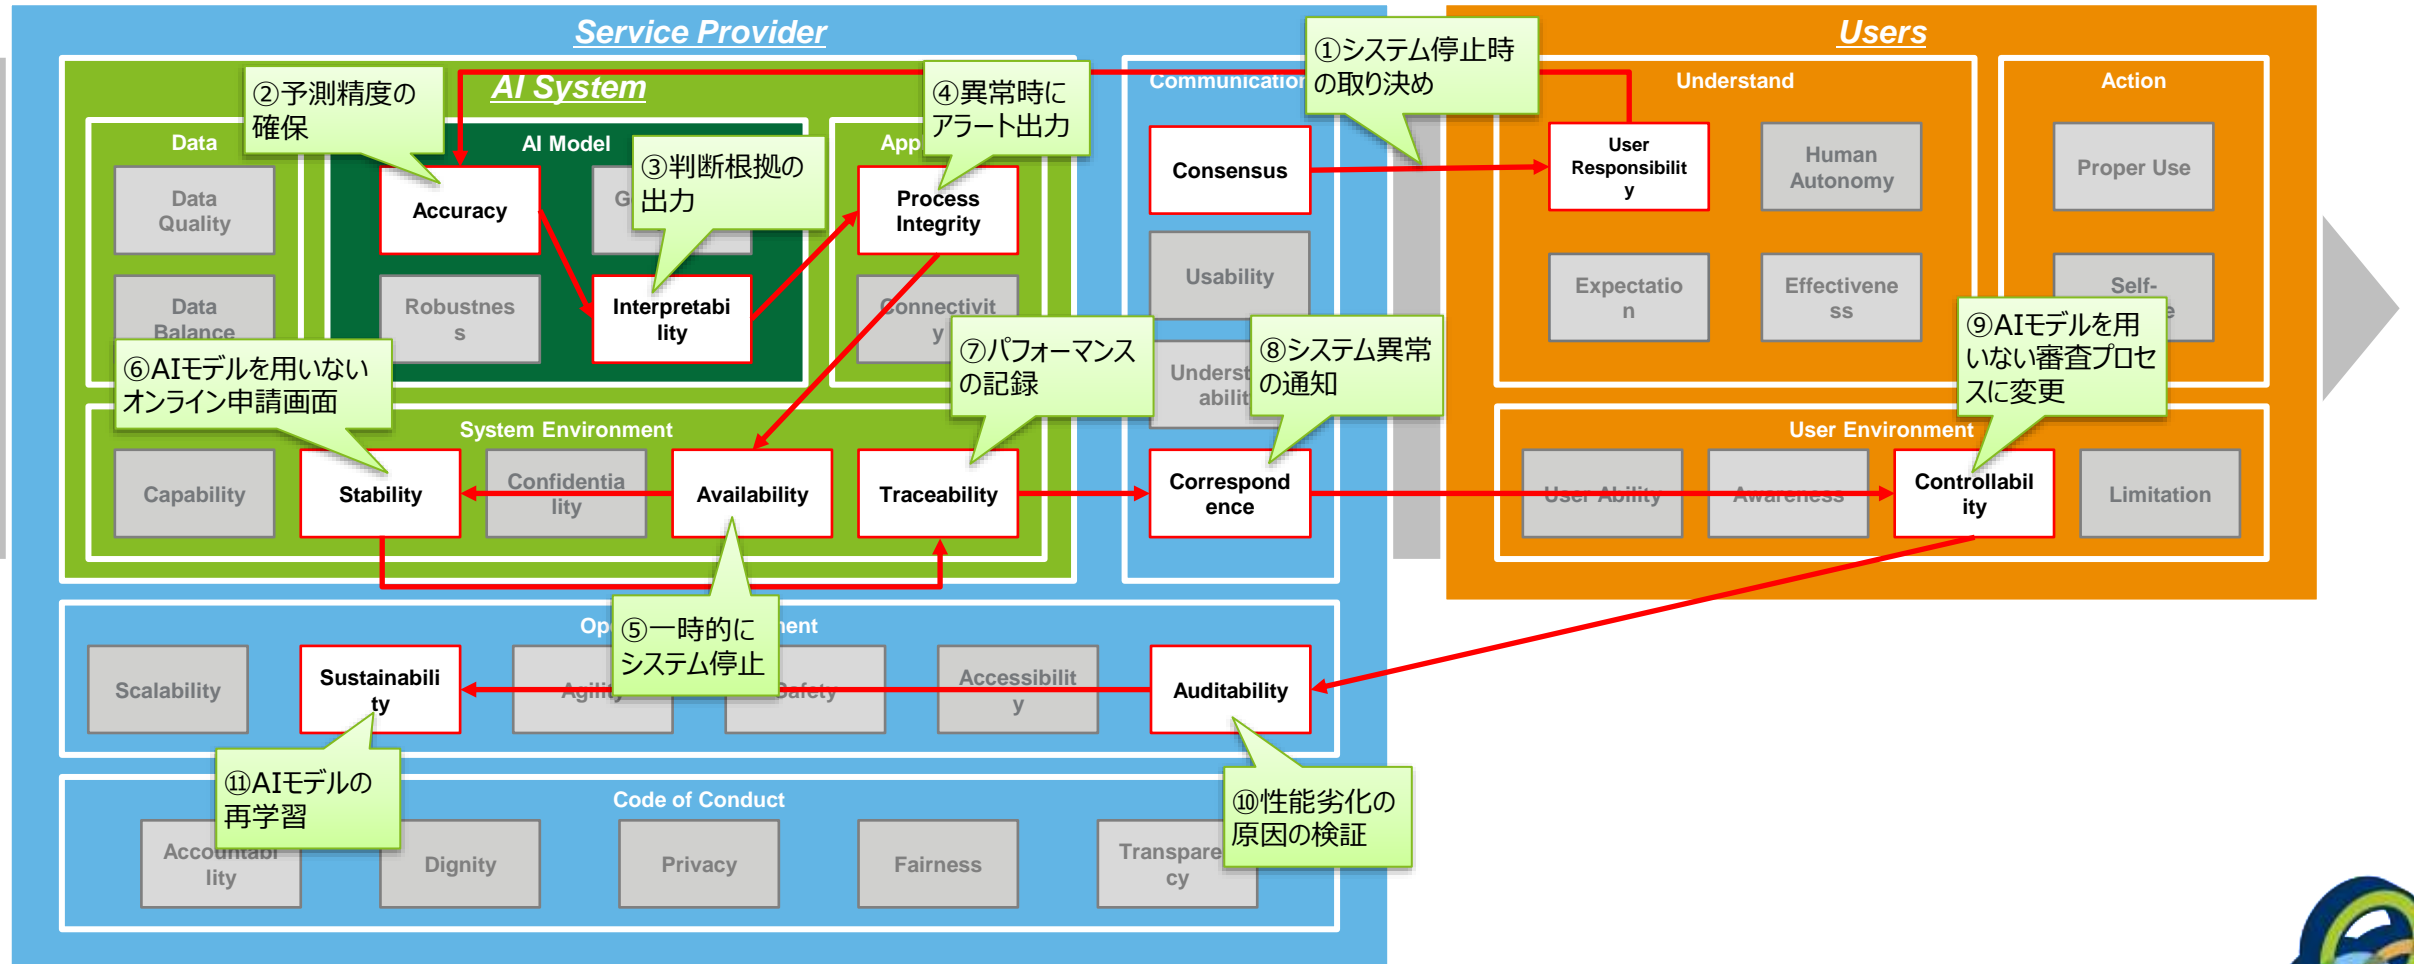 Service Provider
Users
①システム停止時
の取り決め
AI System
②予測精度の
確保
④異常時に
アラート出力
Communication
Understand
Action
Data
AI Model
App
③判断根拠の
出力
Data
Quality
Accuracy
G
Process
Integrity
Consensus
User
Responsibilit
y
Human
Autonomy
Proper Use
Data
Balance
Robustnes
s
Interpretabi
lity
Connectivit
y
Usability
Expectatio
n
Effectivene
ss
Self-
e
⑥AIモデルを用いない
オンライン申請画面
⑦パフォーマンス
の記録
Underst
abilit
⑧システム異常
の通知
⑨AIモデルを用
いない審査プロセ
スに変更
System Environment
User Environment
Capability
Stability
Confidentia
lity
Availability
Traceability
Correspond
ence
User Ability
Awareness
Controllabil
ity
Limitation
Op
ment
⑤一時的に
システム停止
Scalability
Sustainabili
ty
Agility
Safety
Accessibilit
y
Auditability
⑪AIモデルの
再学習
⑩性能劣化の
原因の検証
Code of Conduct
Accountabi
lity
Dignity
Privacy
Fairness
Transpare
cy